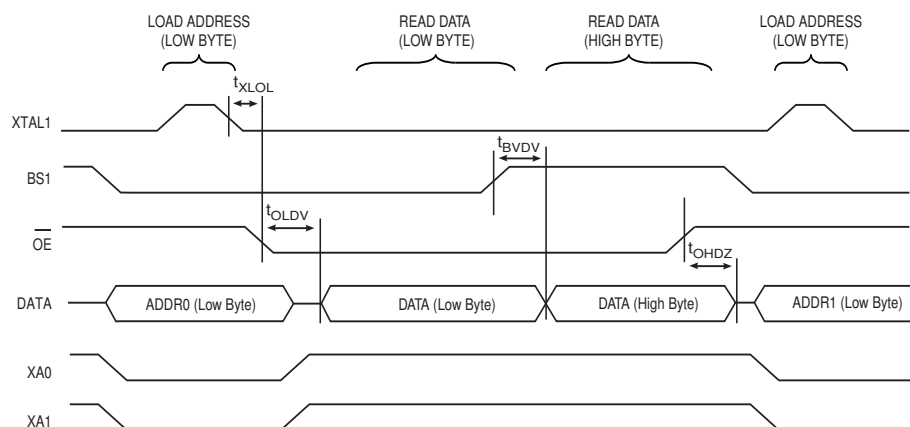 LOAD ADDRESS
(LOW BYTE)
READ DATA
(LOW BYTE)
READ DATA
(HIGH BYTE)
LOAD ADDRESS
(LOW BYTE)
tXLOL
XTAL1
tBVDV
BS1
tOLDV
OE
tOHDZ
DATA
ADDR0 (Low Byte)
DATA (Low Byte)
DATA (High Byte)
ADDR1 (Low Byte)
XA0
XA1